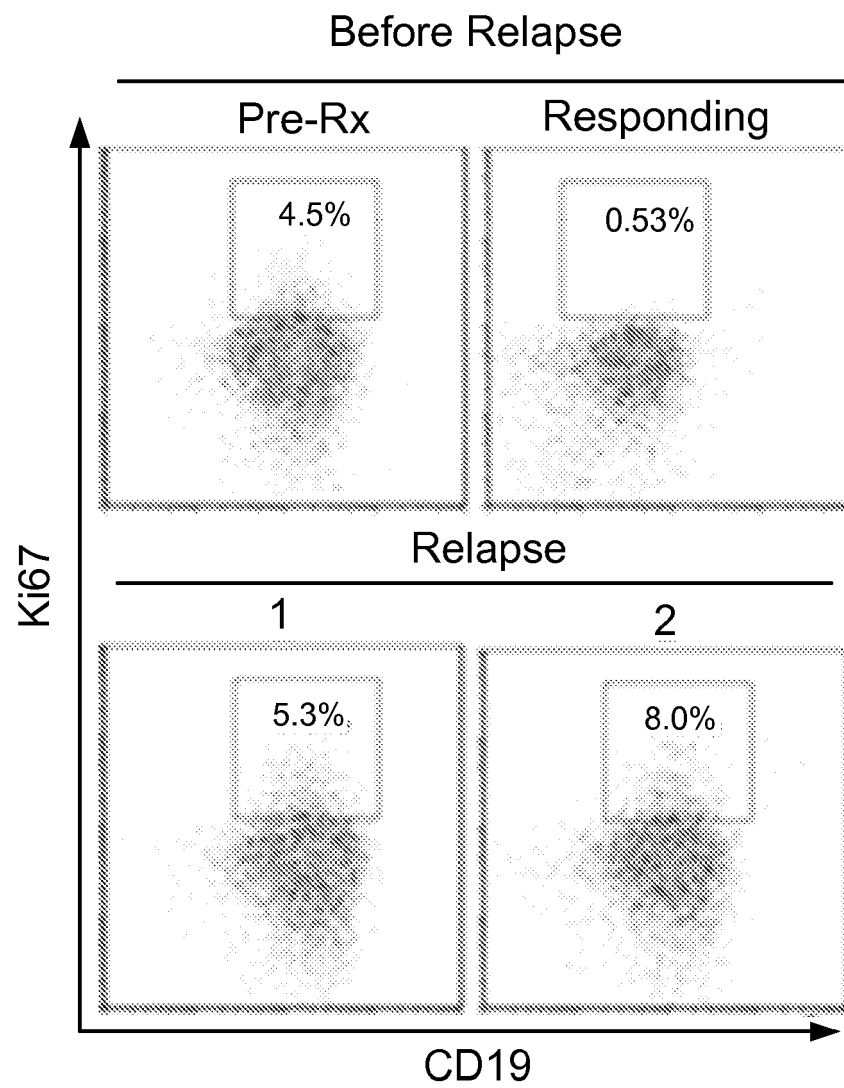 Before Relapse
Pre-Rx
Responding
4.5%
0.53%
Relapse
1
2
5.3%
8.0%
Ki67
CD19